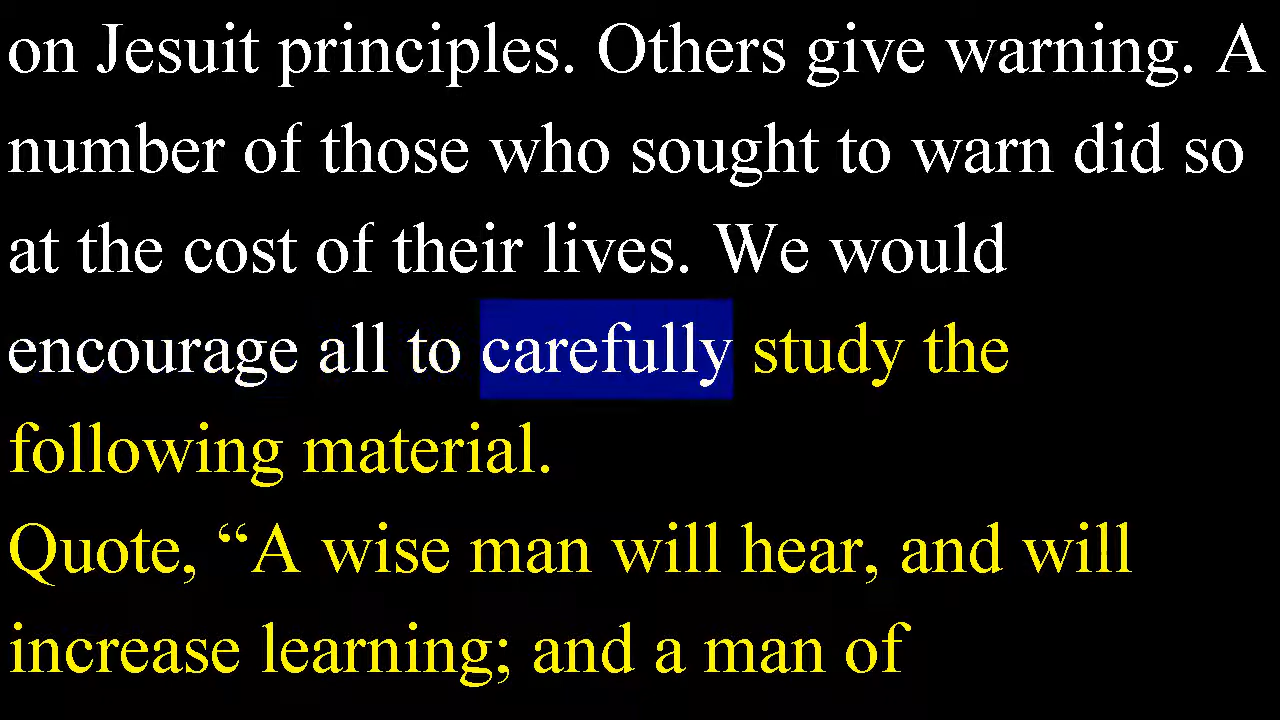 on Jesuit principles. Others give warning. A
number of those who sought to warn did so
at the cost of their lives. We would
encourage all to carefully study the
following material.
Quote, “A wise man will hear, and will
increase learning; and a man of